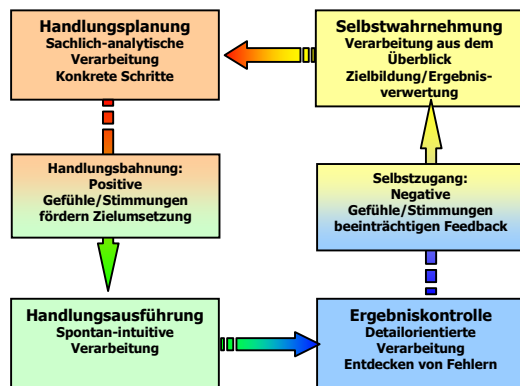 Handlungsplanung
Sachlich-analytische
Verarbeitung
Konkrete Schritte
Selbstwahrnehmung
Verarbeitung aus dem
Überblick
Zielbildung/Ergebnis-
verwertung
Handlungsbahnung:
Positive
Gefühle/Stimmungen
fördern Zielumsetzung
Selbstzugang:
Negative
Gefühle/Stimmungen
beeinträchtigen Feedback
Handlungsausführung
Spontan-intuitive
Verarbeitung
Ergebniskontrolle
Detailorientierte
Verarbeitung
Entdecken von Fehlern